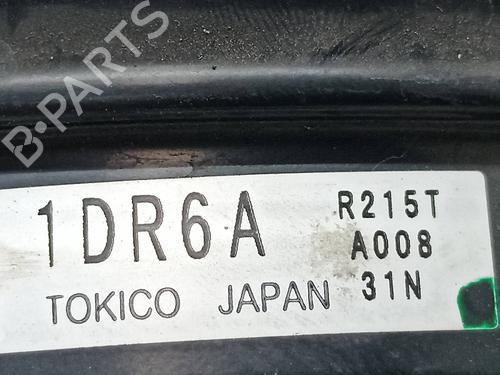 B-PARTS
1DR6A
R215T
A008
31N
TOKICO JAPAN